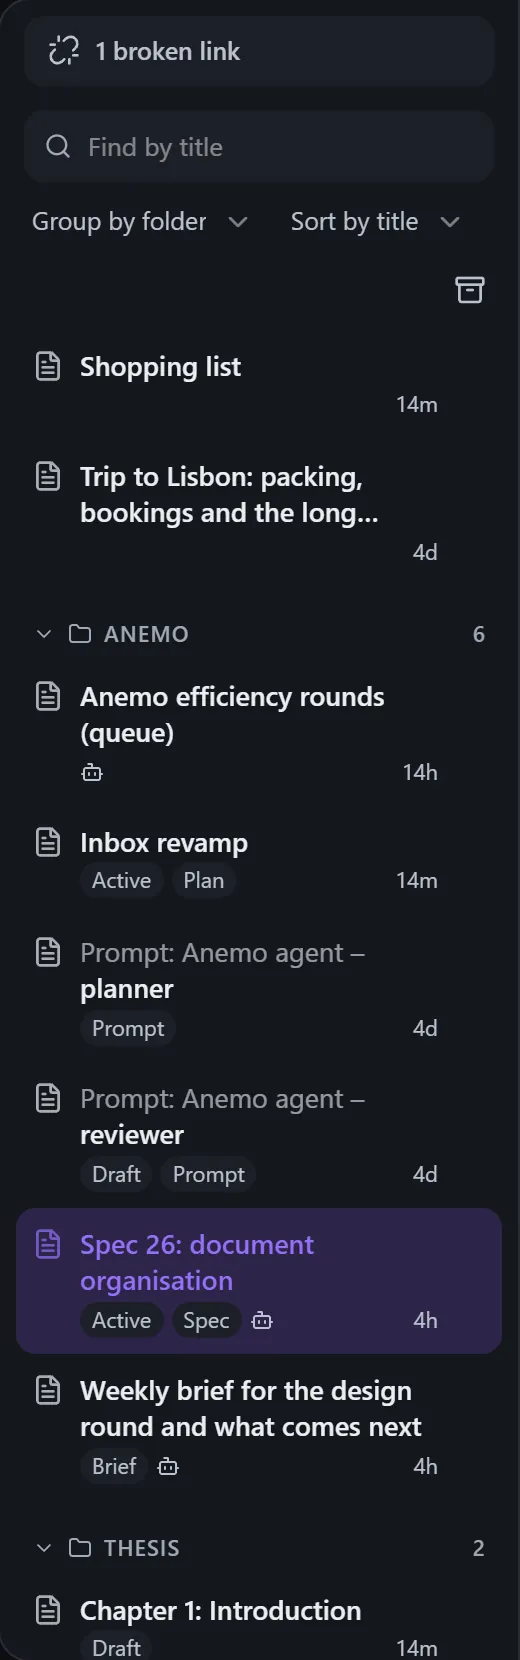 1 broken link
Find by title
Group by folder Sort by title
Shopping list
14m
Trip to Lisbon: packing,
bookings and the long...
4d
ANEMO 6
Anemo efficiency rounds
(queue)
14h
Inbox revamp
Active Plan 14m
Prompt: Anemo agent –
planner
Prompt 4d
Prompt: Anemo agent –
reviewer
Draft Prompt 4d
Spec 26: document
organisation
Active Spec 4h
Weekly brief for the design
round and what comes next
Brief 4h
THESIS 2
Chapter 1: Introduction
Draft 14m